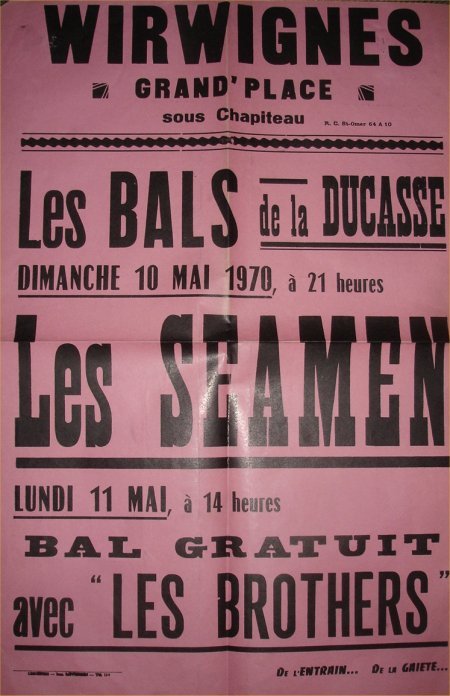 WIRWIGNES
GRAND'PLACE
sous Chapiteau
R. C. St-Omer 64 A 10
Les BALS de la DUCASSE
DIMANCHE 10 MAI 1970, à 21 heures
Les SEAMEN
LUNDI 11 MAI, à 14 heures
BAL GRATUIT
avec "LES BROTHERS"
De l'ENTRAIN... De la GAIETE...